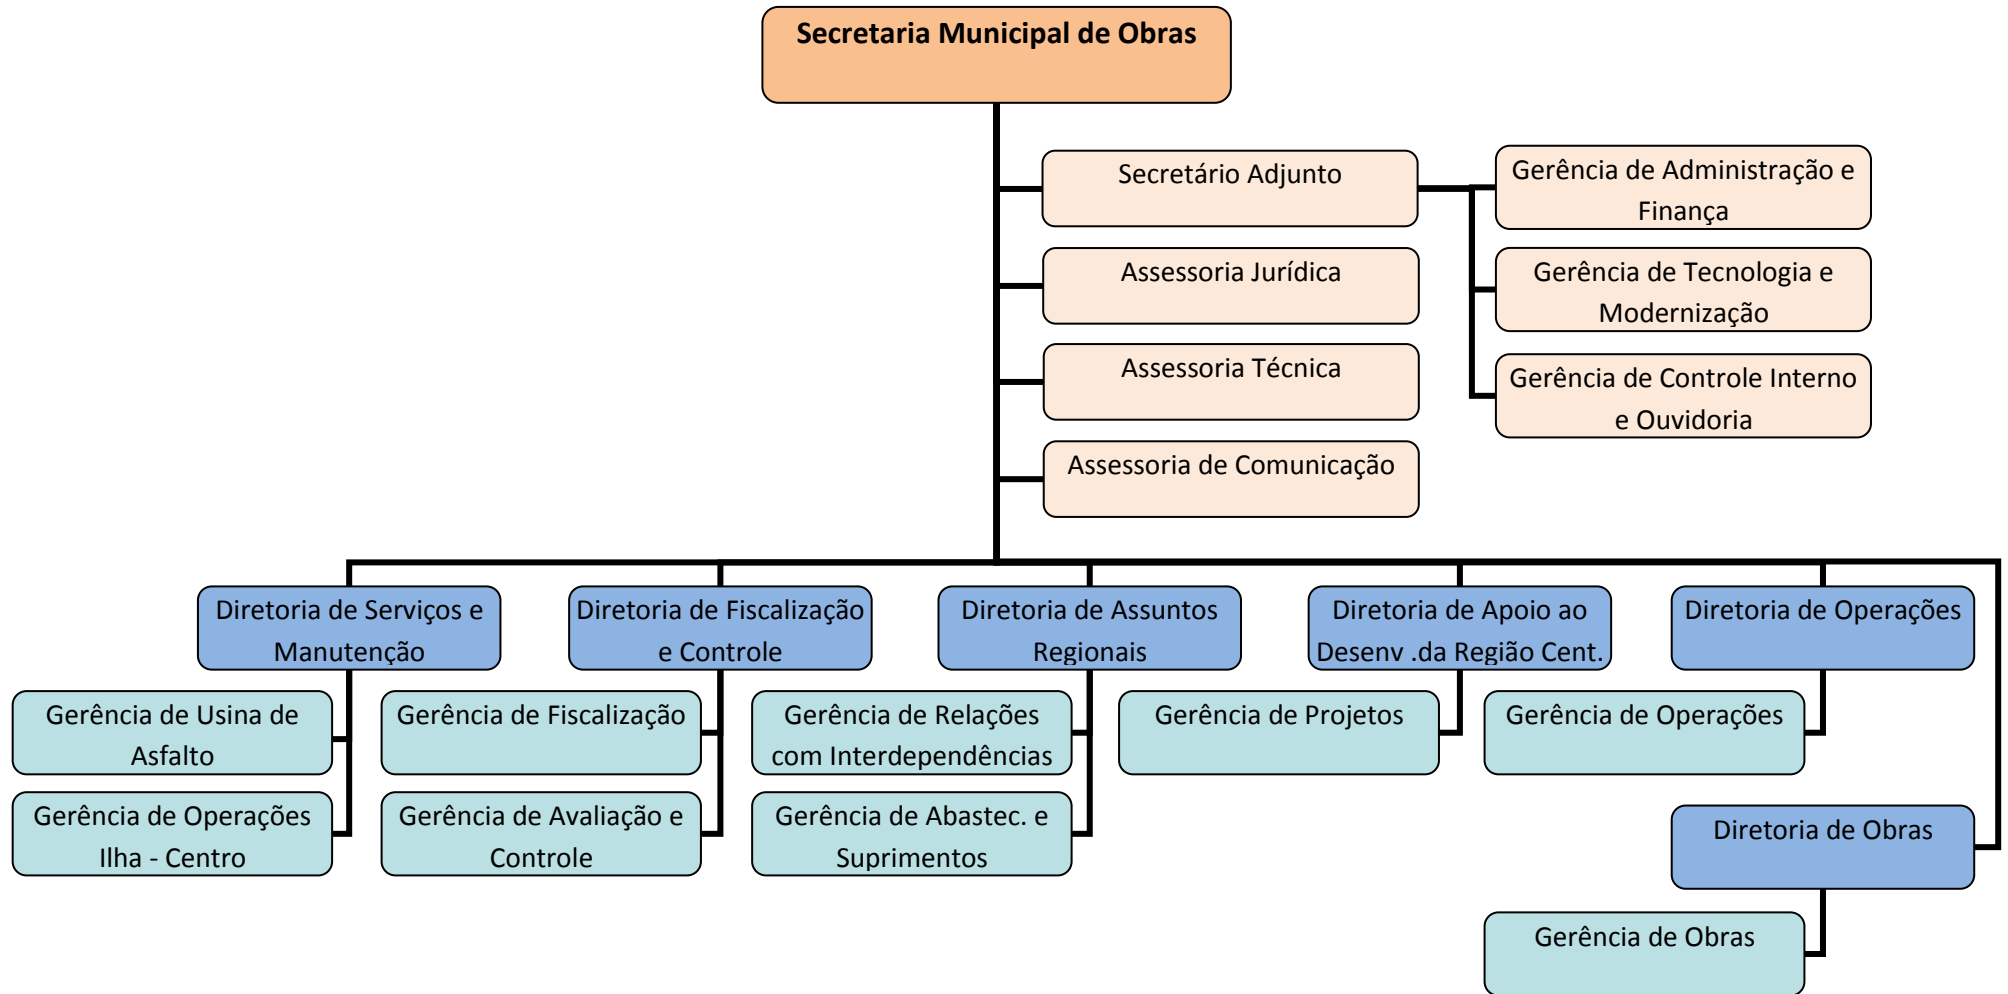 Secretaria Municipal de Obras
Secretário Adjunto
Gerência de Administração e
Finança
Assessoria Jurídica
Gerência de Tecnologia e
Modernização
Assessoria Técnica
Gerência de Controle Interno
e Ouvidoria
Assessoria de Comunicação
Diretoria de Serviços e
Manutenção
Diretoria de Fiscalização
e Controle
Diretoria de Assuntos
Regionais
Diretoria de Apoio ao
Desenv .da Região Cent.
Diretoria de Operações
Gerência de Usina de
Asfalto
Gerência de Fiscalização
Gerência de Relações
com Interdependências
Gerência de Projetos
Gerência de Operações
Gerência de Operações
Ilha - Centro
Gerência de Avaliação e
Controle
Gerência de Abastec. e
Suprimentos
Diretoria de Obras
Gerência de Obras